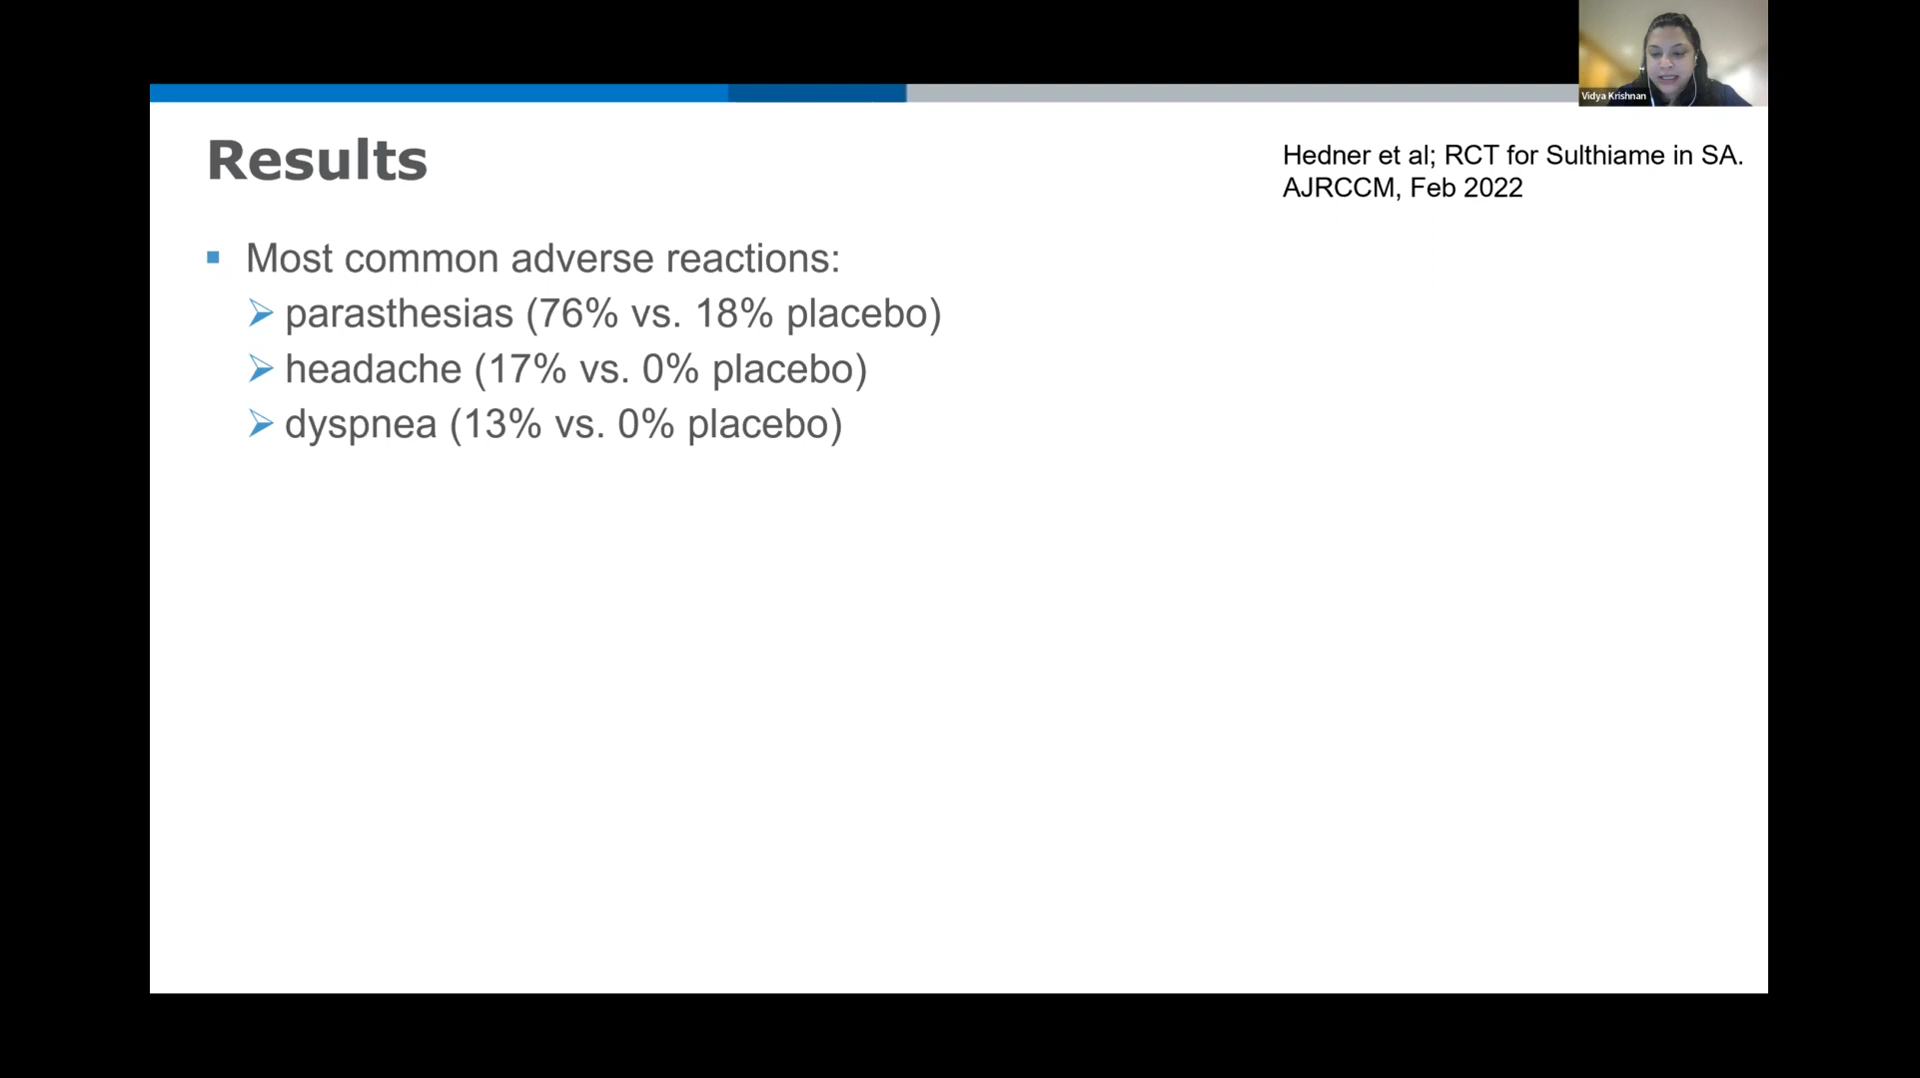 Vidya Krishnan
Results
Hedner et al; RCT for Sulthiame in SA.
AJRCCM, Feb 2022
Most common adverse reactions:
parasthesias (76% vs. 18% placebo)
headache (17% vs. 0% placebo)
dyspnea (13% vs. 0% placebo)